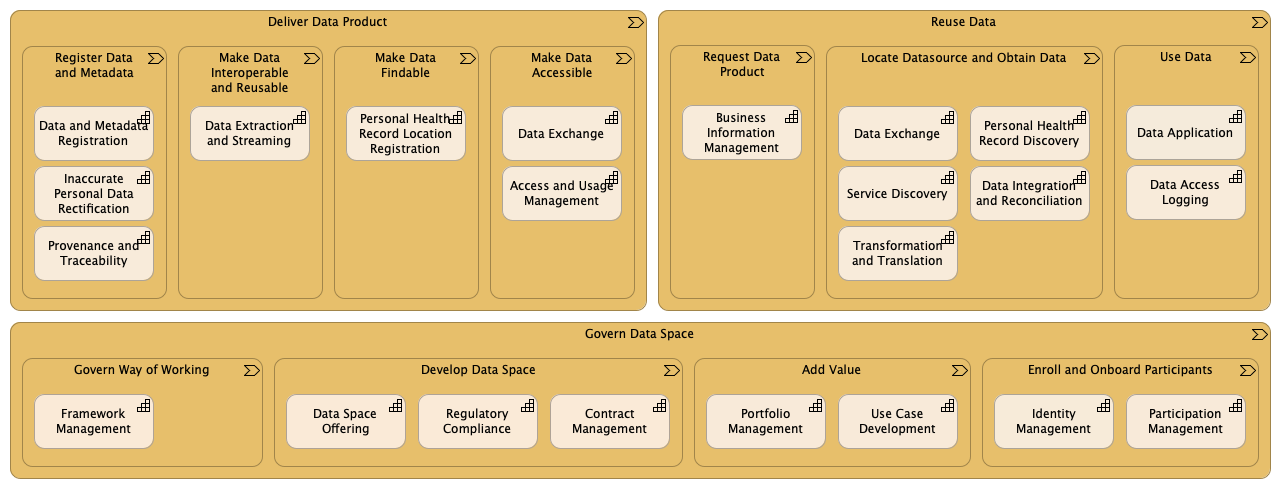 Deliver Data Product
Register Data
and Metadata
Data and Metadata
Registration
Inaccurate
Personal Data
Rectification
Provenance and
Traceability
Make Data
Interoperable
and Reusable
Data Extraction
and Streaming
Make Data
Findable
Personal Health
Record Location
Registration
Make Data
Accessible
Data Exchange
Access and Usage
Management
Reuse Data
Request Data
Product
Business
Information
Management
Locate Datasource and Obtain Data
Data Exchange
Personal Health
Record Discovery
Service Discovery
Data Integration
and Reconciliation
Transformation
and Translation
Use Data
Data Application
Data Access
Logging
Govern Data Space
Govern Way of Working
Framework
Management
Develop Data Space
Data Space
Offering
Regulatory
Compliance
Contract
Management
Add Value
Portfolio
Management
Use Case
Development
Enroll and Onboard Participants
Identity
Management
Participation
Management